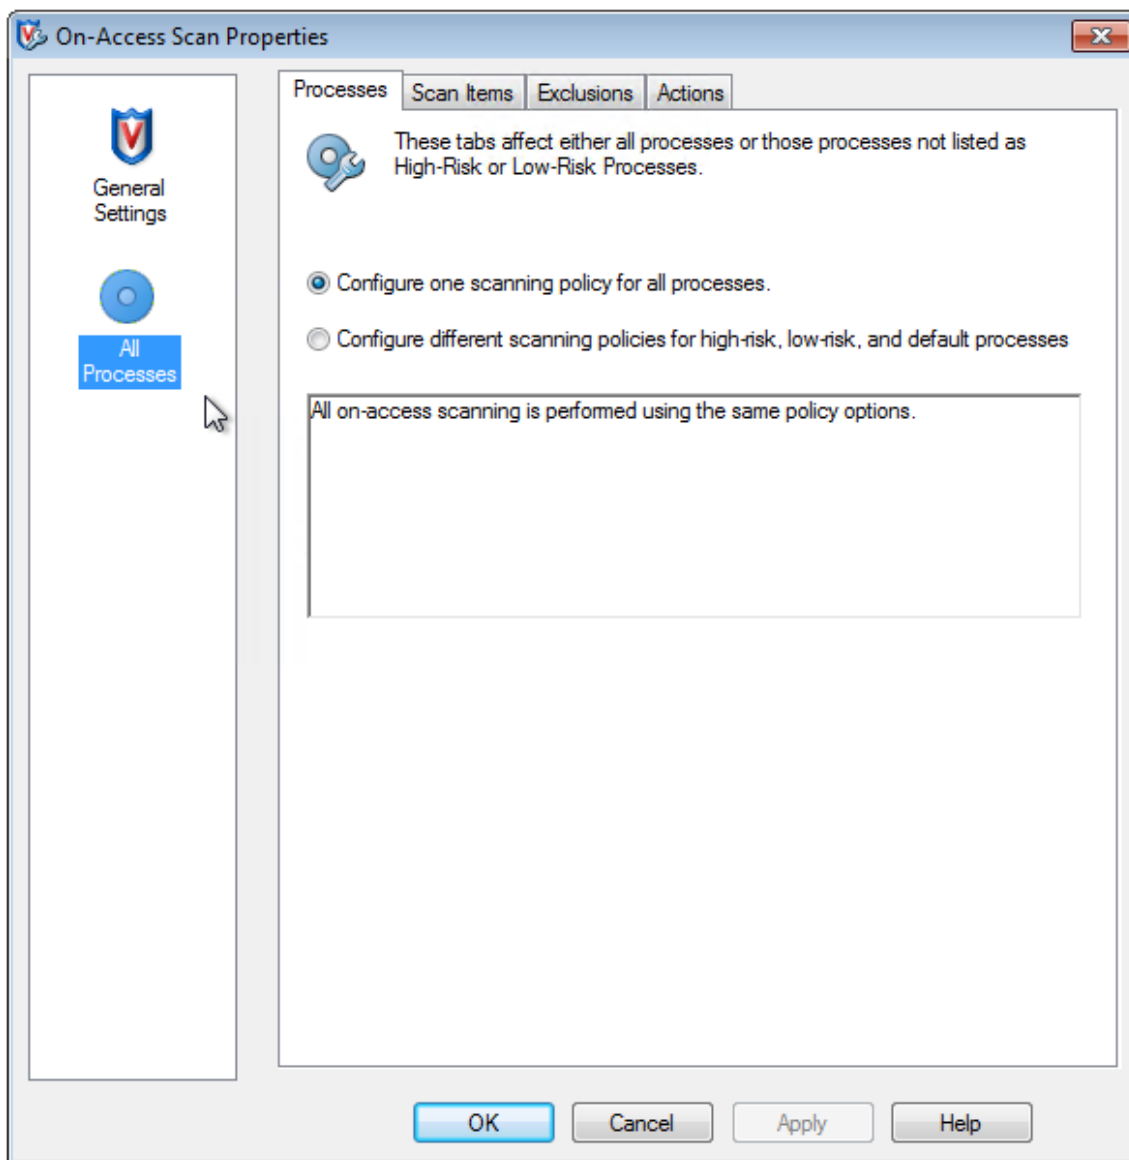 On-Access Scan Properties
General
Settings
All
Processes
Processes
Scan Items
Exclusions
Actions
These tabs affect either all processes or those processes not listed as
High-Risk or Low-Risk Processes.
Configure one scanning policy for all processes.
Configure different scanning policies for high-risk, low-risk, and default processes
All on-access scanning is performed using the same policy options.
OK
Cancel
Apply
Help